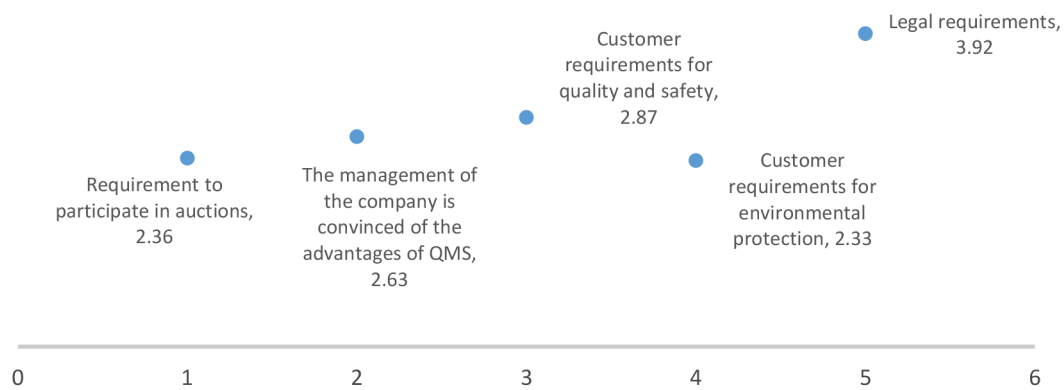 Legal requirements,
3.92
Customer
requirements for
quality and safety,
2.87
Requirement to
participate in auctions,
2.36
The management of
the company is
convinced of the
advantages of QMS,
2.63
Customer
requirements for
environmental
protection, 2.33
0 1 2 3 4 5 6